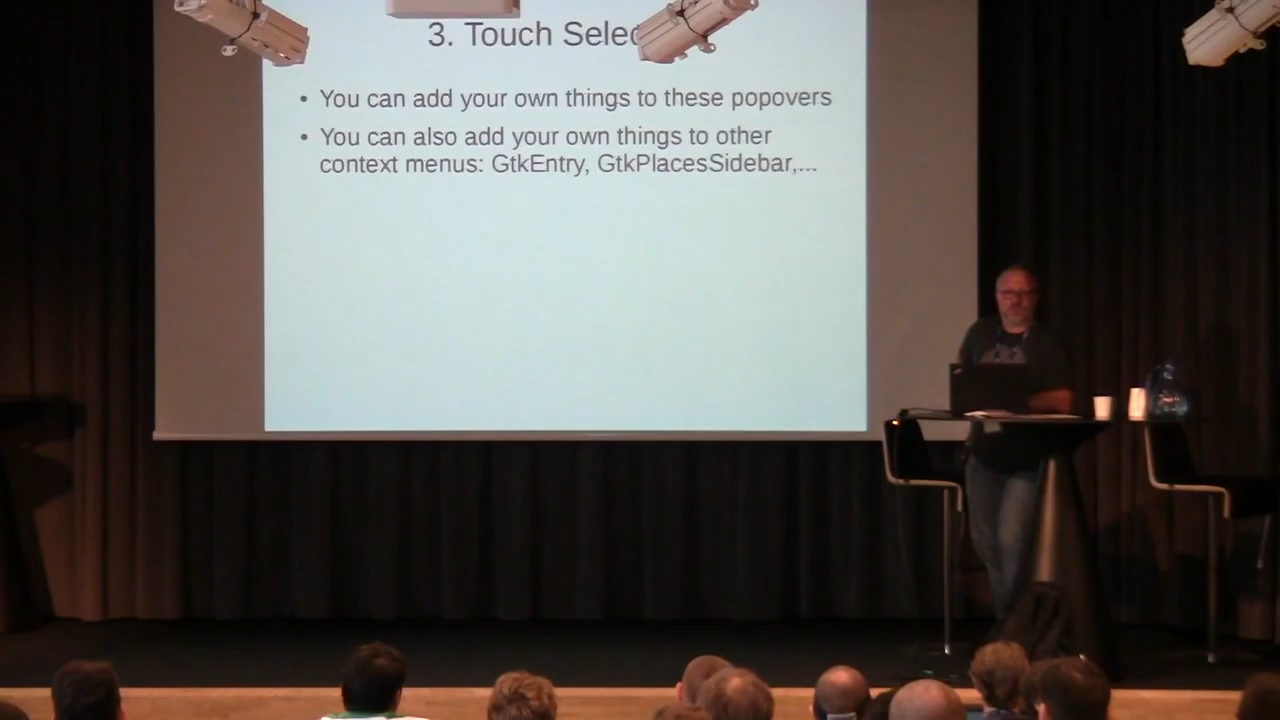 3. Touch Selec
• You can add your own things to these popovers
• You can also add your own things to other
context menus: GtkEntry, GtkPlacesSidebar,...